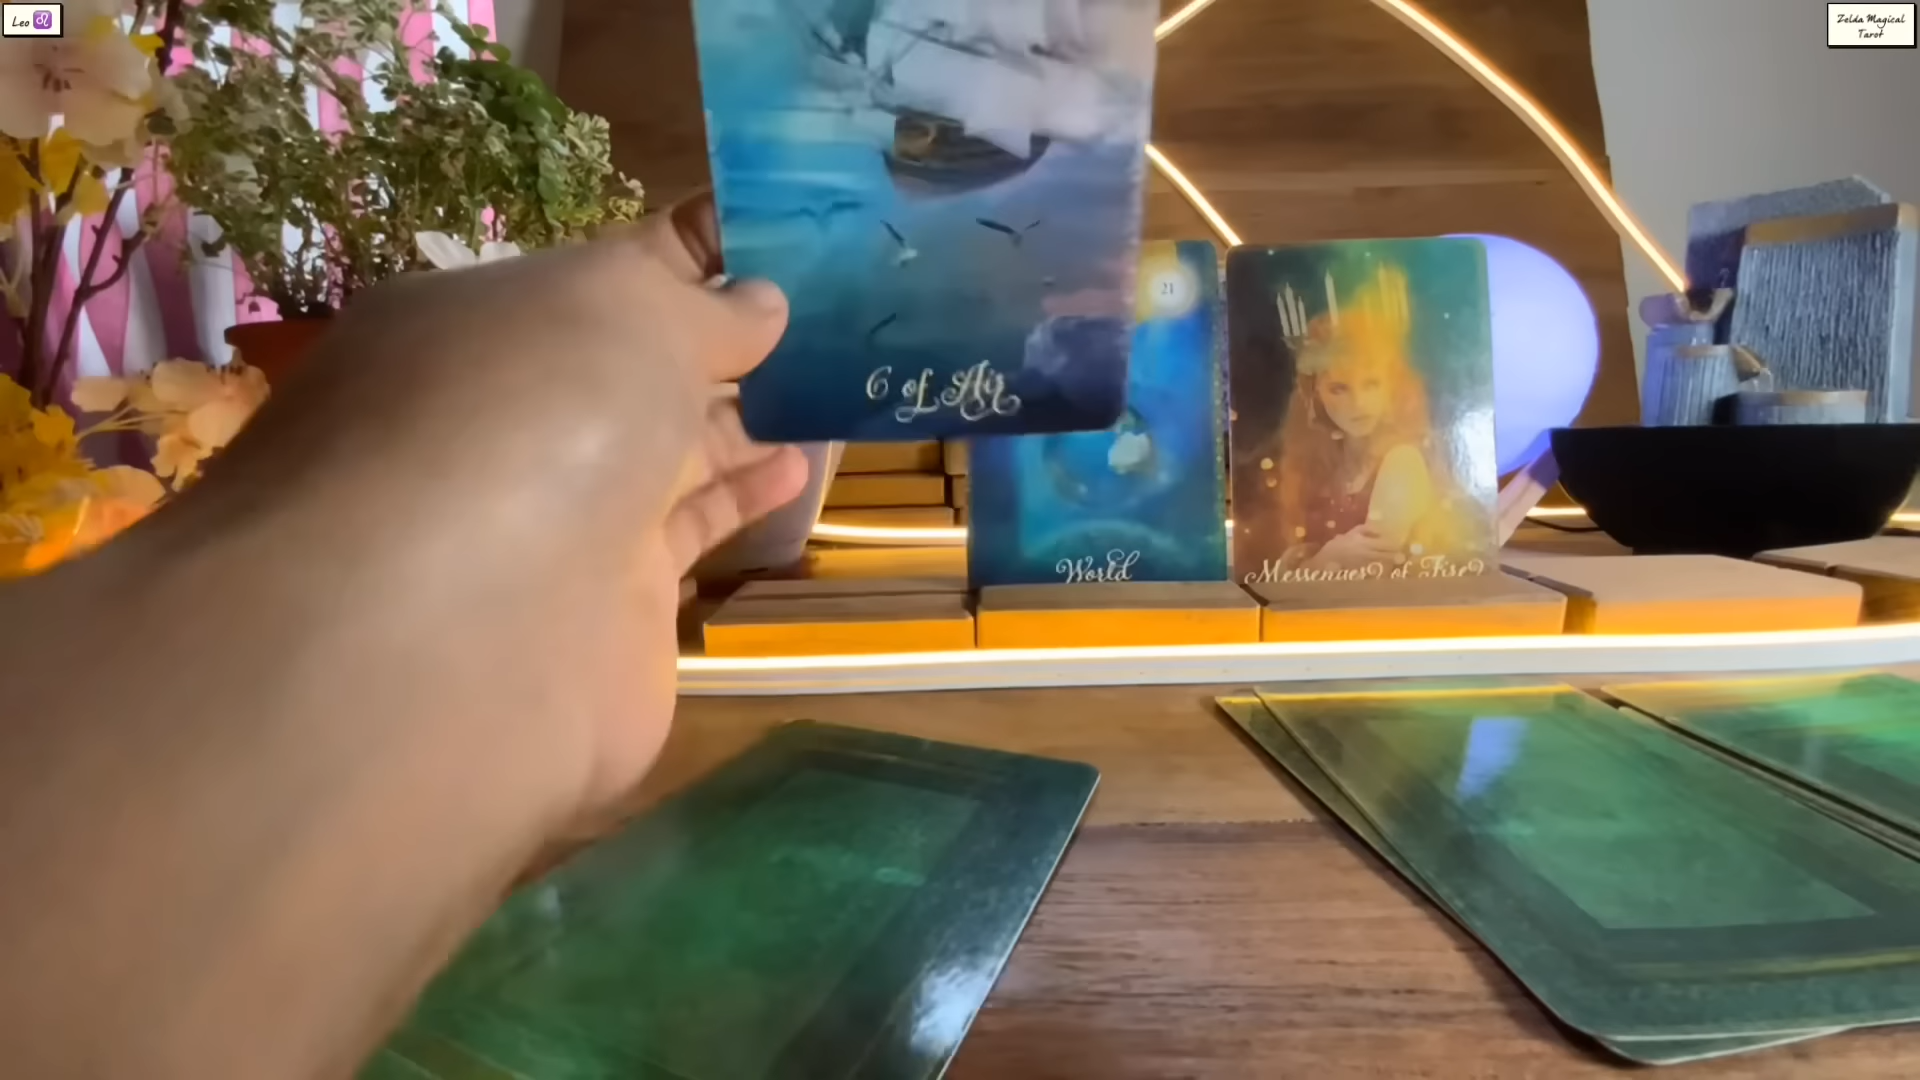 Leo ♌
Zelda Magical
Tarot
6 of Air
21
World
Messenger of Fire